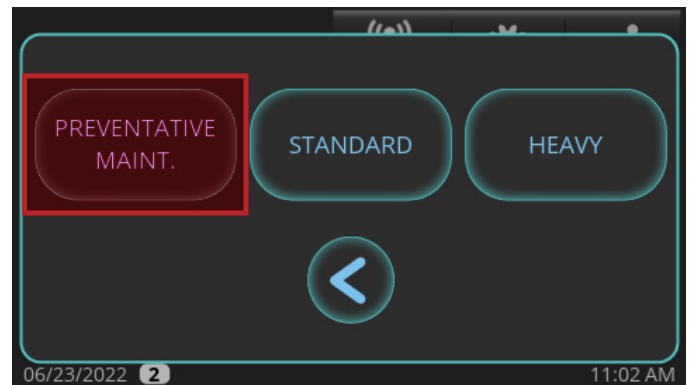 PREVENTATIVE
MAINT.
STANDARD
HEAVY
06/23/2022 2
11:02 AM